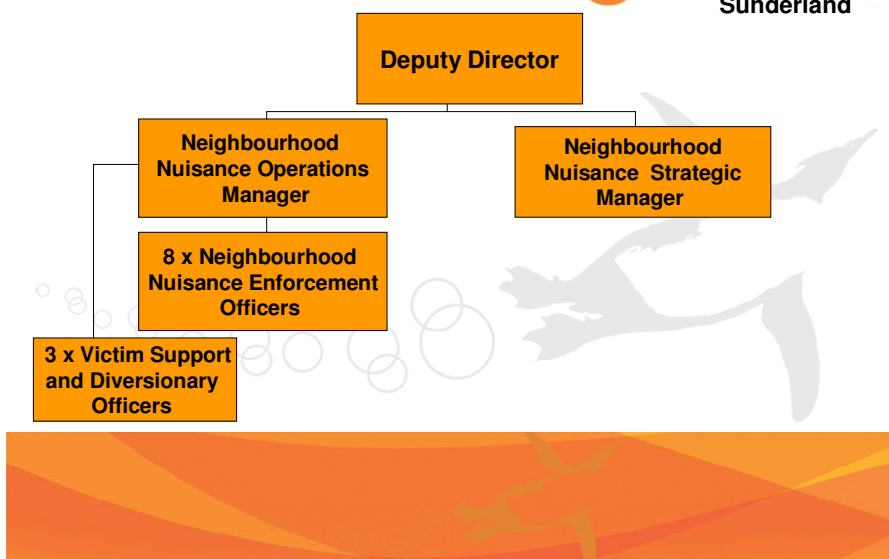 Sunderland
Deputy Director
Neighbourhood
Nuisance Operations
Manager
Neighbourhood
Nuisance Strategic
Manager
8 x Neighbourhood
Nuisance Enforcement
Officers
3 x Victim Support
and Diversionary
Officers